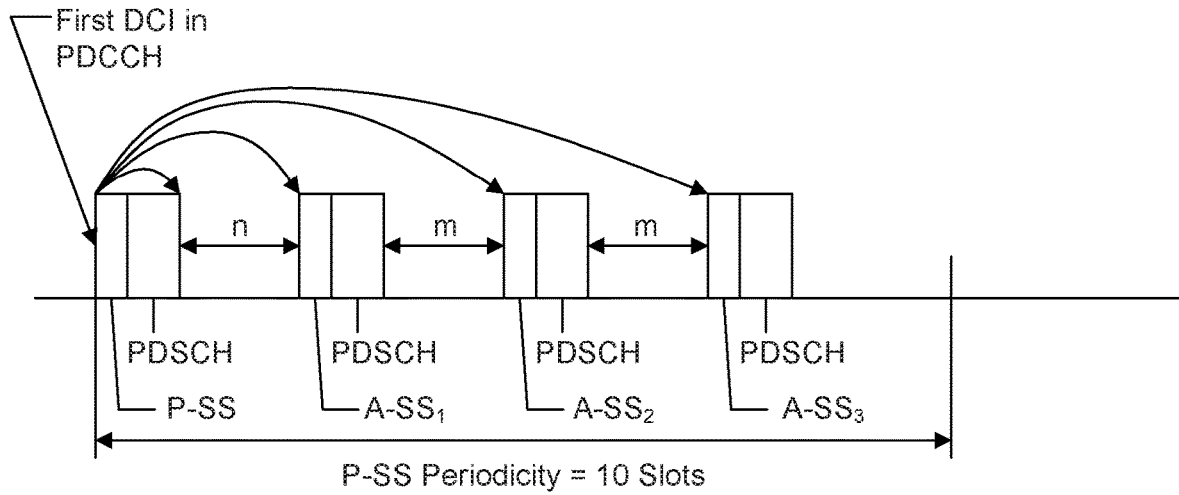 First DCI in
PDCCH
n
m
m
PDSCH
PDSCH
PDSCH
PDSCH
P-SS
A-SS₁
A-SS₂
A-SS₃
P-SS Periodicity = 10 Slots